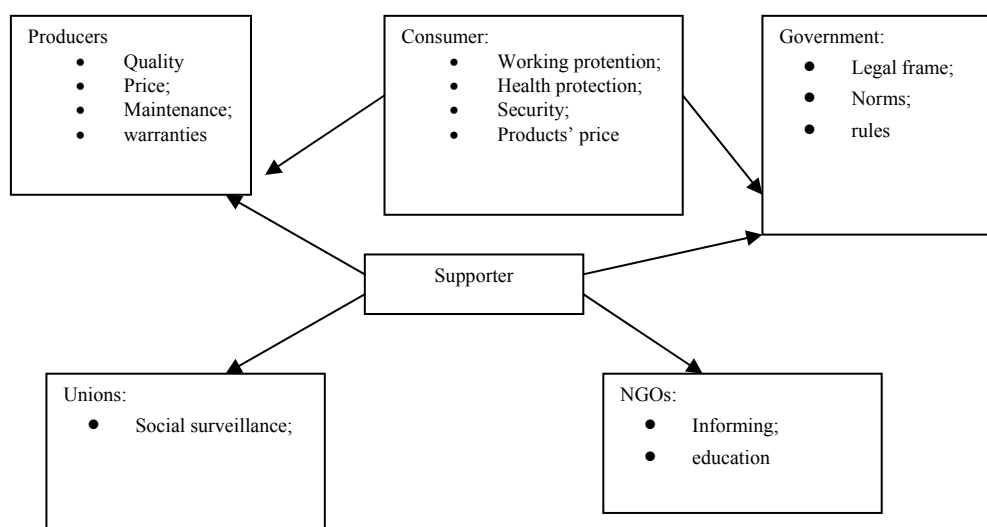 Producers
• Quality
• Price;
• Maintenance;
• warranties
Consumer:
• Working protention;
• Health protection;
• Security;
• Products’ price
Government:
• Legal frame;
• Norms;
• rules
Supporter
Unions:
• Social surveillance;
NGOs:
• Informing;
• education